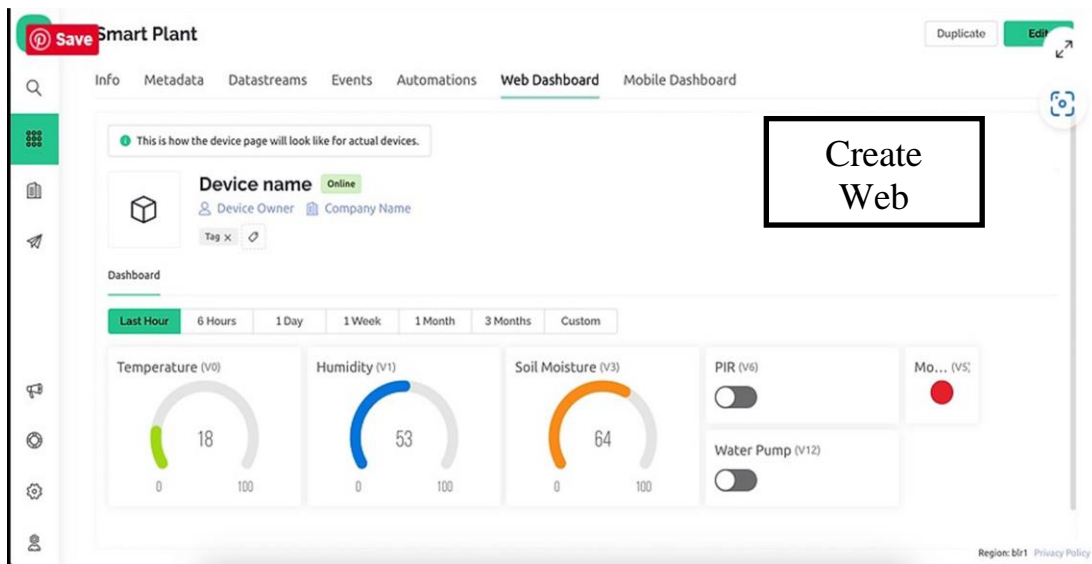 Save
Smart Plant
Duplicate
Edit
Info Metadata Datastreams Events Automations Web Dashboard Mobile Dashboard
This is how the device page will look like for actual devices.
Create
Web
Device name Online
Device Owner Company Name
Tag x
Dashboard
Last Hour 6 Hours 1 Day 1 Week 1 Month 3 Months Custom
Temperature (V0) Humidity (V1) Soil Moisture (V3) PIR (V6) Mo... (V5)
18 53 64
Water Pump (V12)
0 100 0 100 0 100
Region: blr1 Privacy Policy